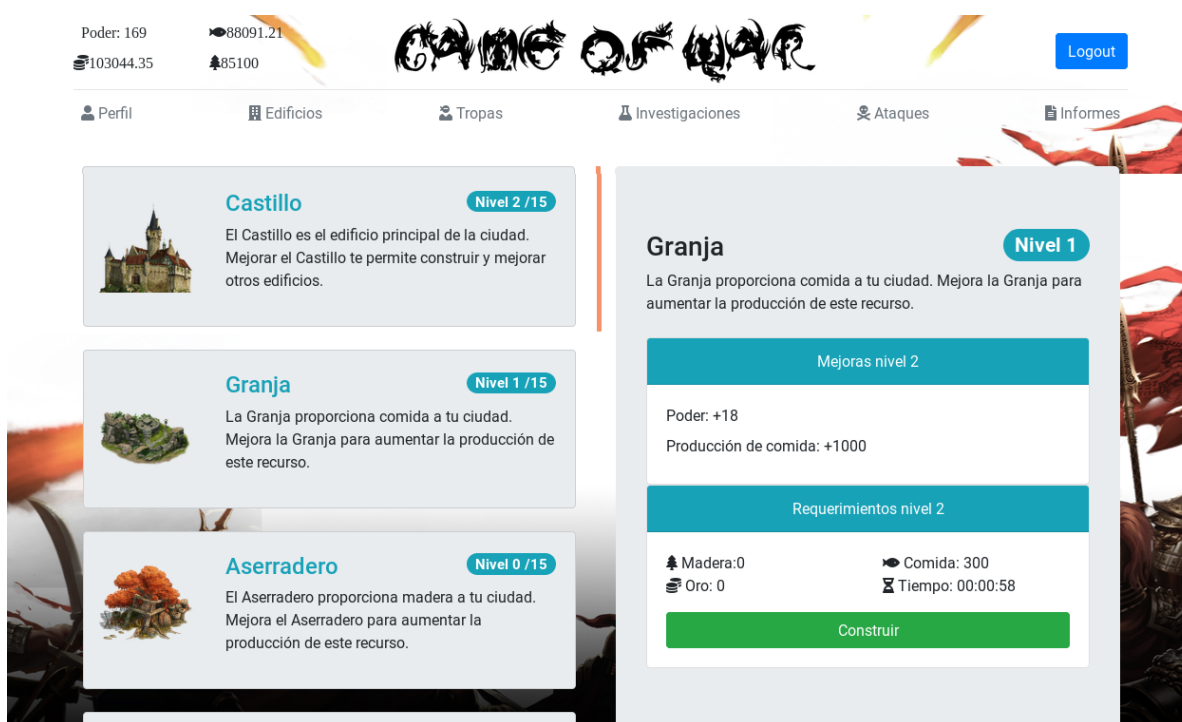 Poder: 169
88091.21
103044.35
85100
GAME OF WAR
Logout
Perfil
Edificios
Tropas
Investigaciones
Ataques
Informes
Castillo
Nivel 2 /15
El Castillo es el edificio principal de la ciudad.
Mejorar el Castillo te permite construir y mejorar
otros edificios.
Granja
Nivel 1 /15
La Granja proporciona comida a tu ciudad.
Mejora la Granja para aumentar la producción de
este recurso.
Aserradero
Nivel 0 /15
El Aserradero proporciona madera a tu ciudad.
Mejora el Aserradero para aumentar la
producción de este recurso.
Granja
Nivel 1
La Granja proporciona comida a tu ciudad. Mejora la Granja para
aumentar la producción de este recurso.
Mejoras nivel 2
Poder: +18
Producción de comida: +1000
Requerimientos nivel 2
Madera:0
Comida: 300
Oro: 0
Tiempo: 00:00:58
Construir